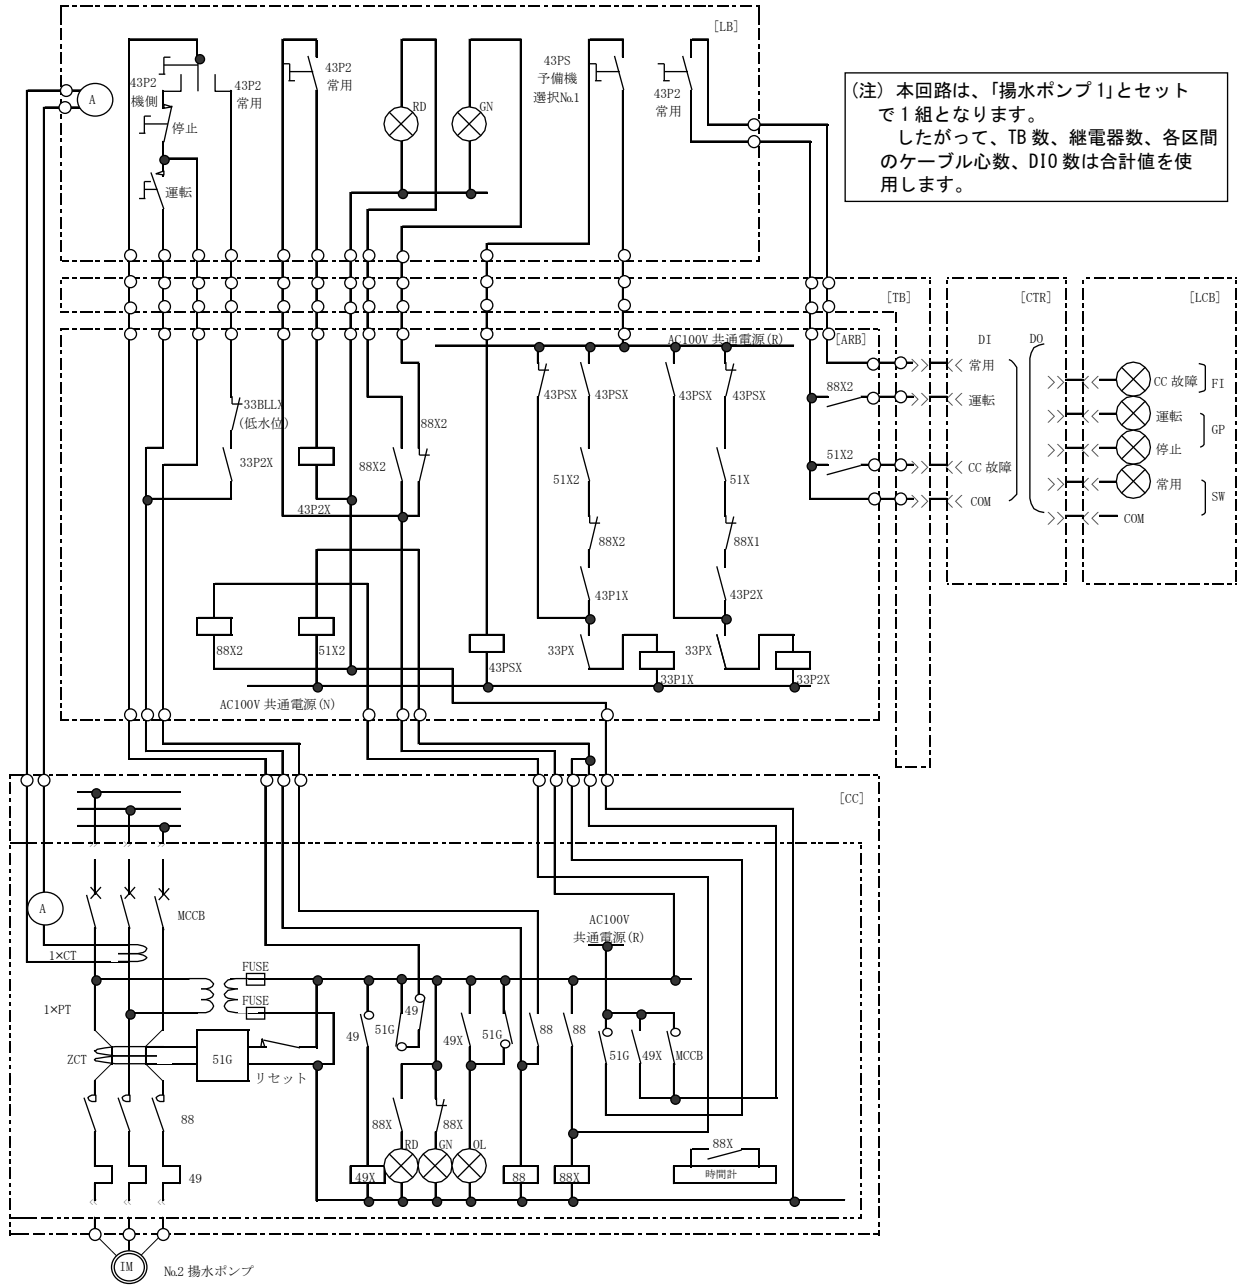 [LB]
43P2
機側
43P2
常用
43P2
常用
RD
GN
43PS
予備機
選択№1
43P2
常用
A
停止
運転
(注) 本回路は、「揚水ポンプ1」とセット
で1組となります。
したがって、TB数、継電器数、各区間
のケーブル心数、DIO数は合計値を使
用します。
[TB]
[CTR]
[LCB]
AC100V 共通電源(R)
[ARB]
DI
DO
常用
88X2
運転
51X2
CC 故障
COM
CC 故障
FI
運転
GP
停止
常用
SW
COM
33BLLX
(低水位)
33P2X
43P2X
88X2
88X2
43PSX
43PSX
43PSX
43PSX
51X2
51X
88X2
88X1
43P1X
43P2X
33PX
33PX
33P1X
33P2X
88X2
51X2
43PSX
AC100V 共通電源(N)
[CC]
A
MCCB
1×CT
AC100V
共通電源(R)
FUSE
FUSE
1×PT
ZCT
51G
リセット
49
51G
49
49X
51G
88
88
51G
49X
MCCB
88
49
88X
88X
RD
GN
OL
49X
88
88X
88X
時間計
IM
№2 揚水ポンプ